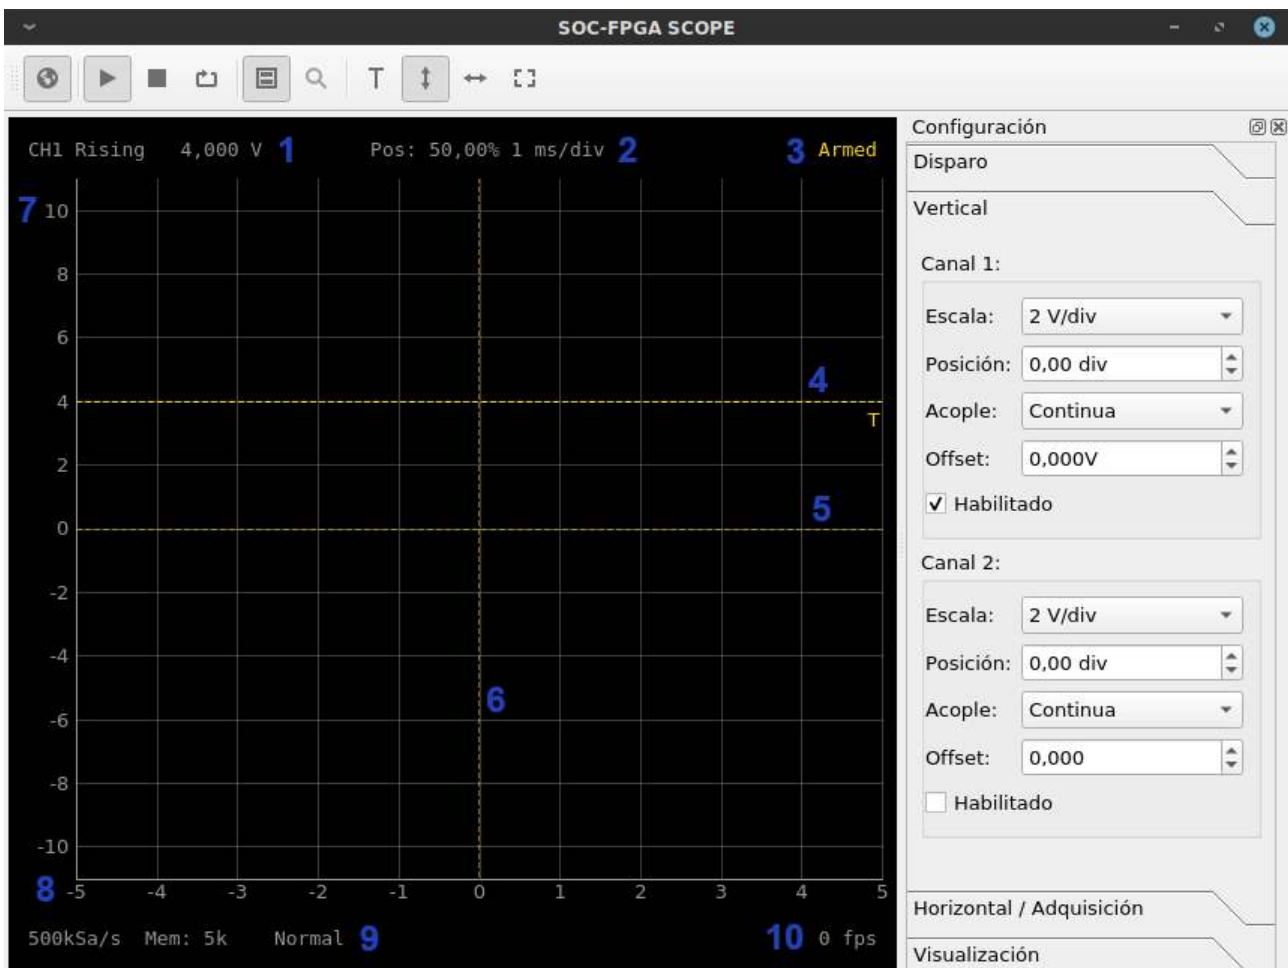 SOC-FPGA SCOPE
T
CH1 Rising 4,000 V 1 Pos: 50,00% 1 ms/div 2 3 Armed
7 10
8
6
4
4
T
2
5
0
-2
-4
6
-6
-8
-10
8 -5 -4 -3 -2 -1 0 1 2 3 4 5
500kSa/s Mem: 5k Normal 9 10 0 fps
Configuración
Disparo
Vertical
Canal 1:
Escala: 2 V/div
Posición: 0,00 div
Acople: Continua
Offset: 0,000V
Habilitado
Canal 2:
Escala: 2 V/div
Posición: 0,00 div
Acople: Continua
Offset: 0,000
Habilitado
Horizontal / Adquisición
Visualización